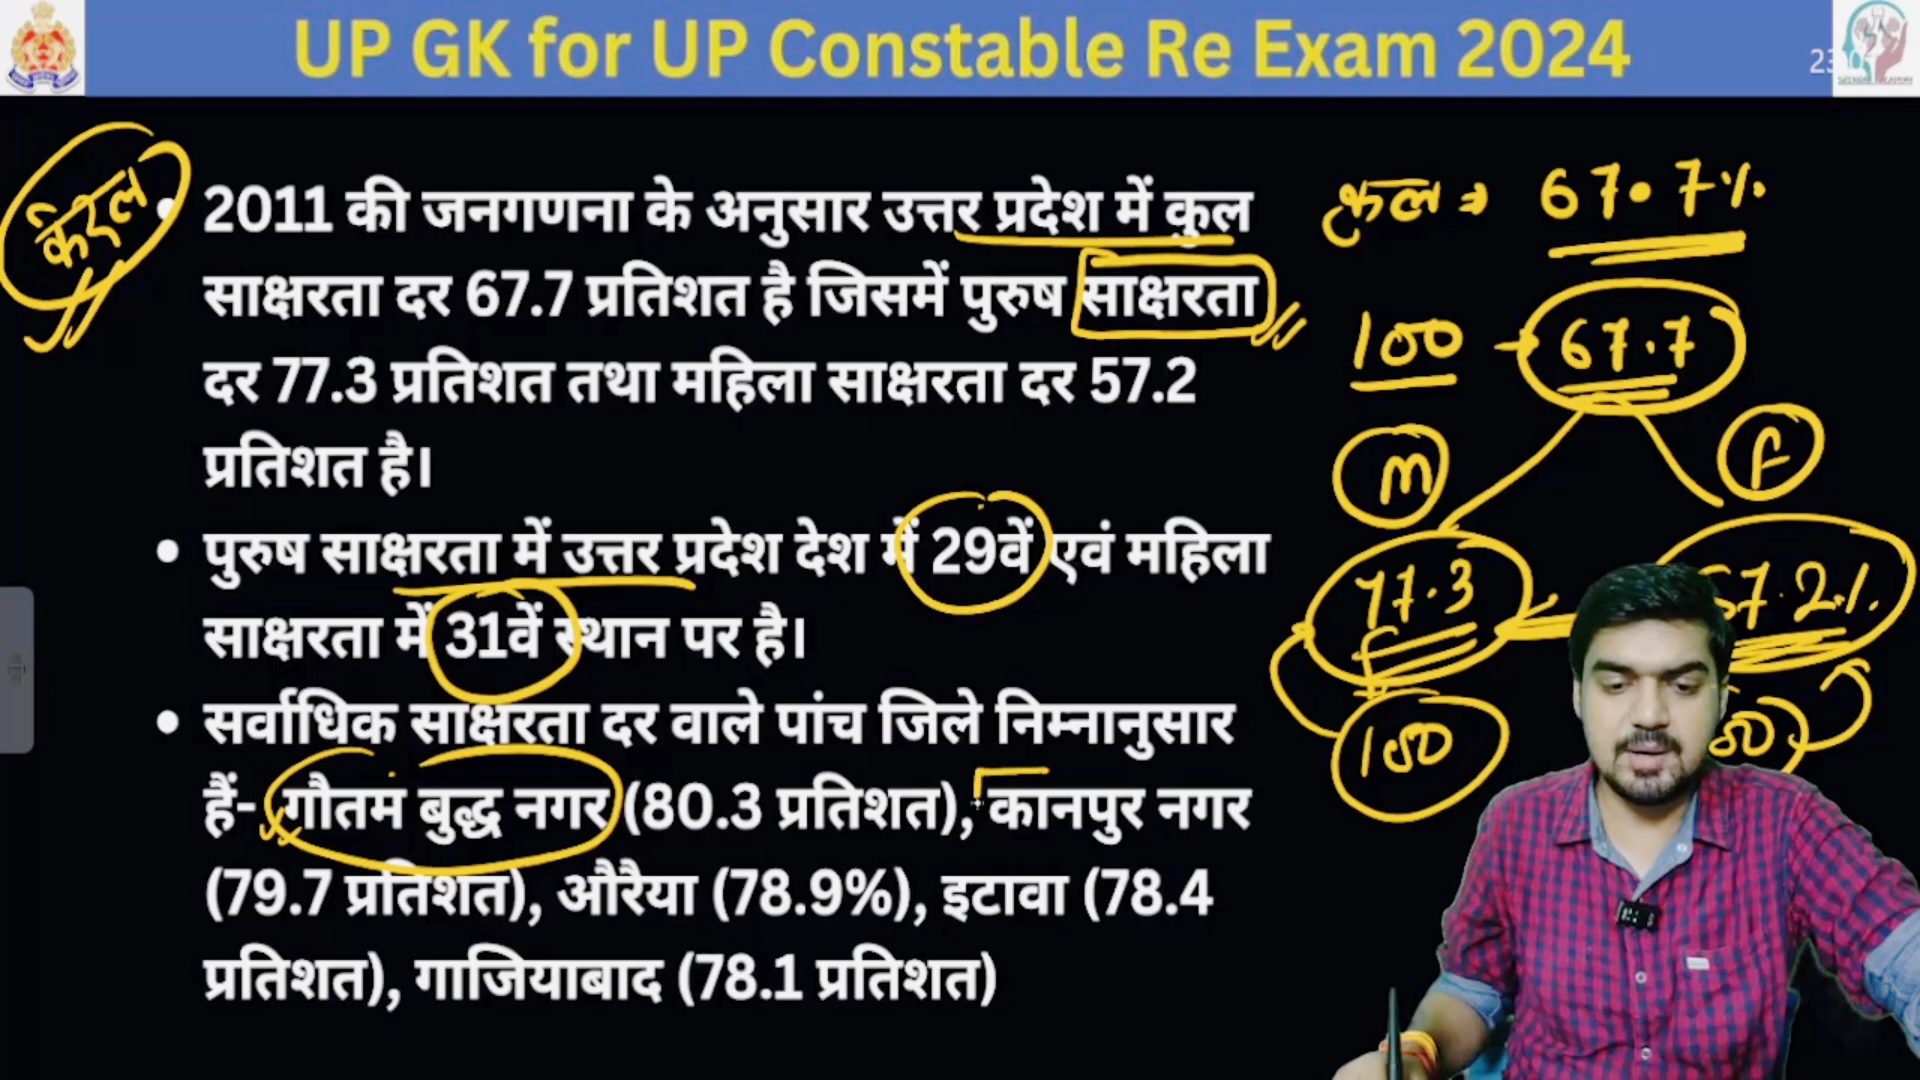 UP GK for UP Constable Re Exam 2024
केरल
• 2011 की जनगणना के अनुसार उत्तर प्रदेश में कुल
साक्षरता दर 67.7 प्रतिशत है जिसमें पुरुष साक्षरता
दर 77.3 प्रतिशत तथा महिला साक्षरता दर 57.2
प्रतिशत है।
• पुरुष साक्षरता में उत्तर प्रदेश देश में 29वें एवं महिला
साक्षरता में 31वें स्थान पर है।
• सर्वाधिक साक्षरता दर वाले पांच जिले निम्नानुसार
हैं- गौतम बुद्ध नगर (80.3 प्रतिशत), कानपुर नगर
(79.7 प्रतिशत), औरैया (78.9%), इटावा (78.4
प्रतिशत), गाजियाबाद (78.1 प्रतिशत)
कुल → 67.7%
100 → 67.7
M F
77.3 57.2%
100